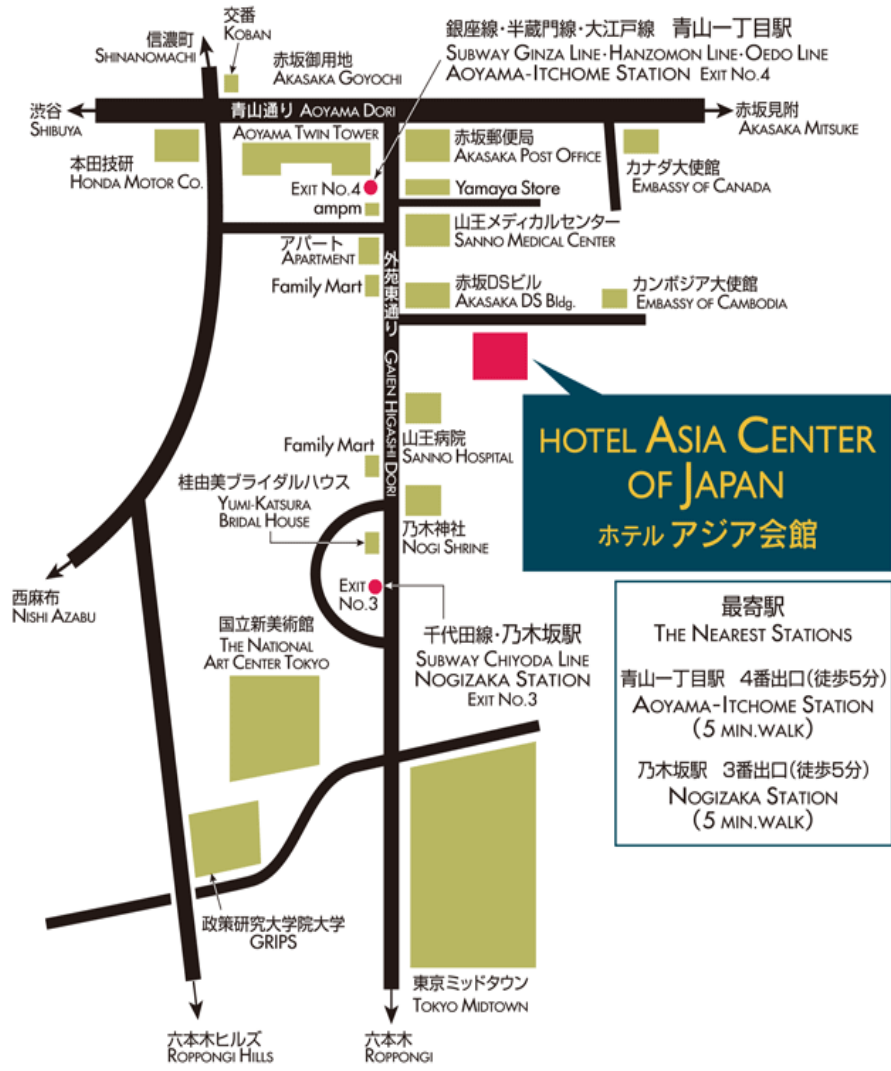 交番
KOBAN
信濃町
SHINANOMACHI
赤坂御用地
AKASAKA GOYOCHI
銀座線・半蔵門線・大江戸線 青山一丁目駅
SUBWAY GINZA LINE・HANZOMON LINE・OEDO LINE
AOYAMA-ITCHOME STATION EXIT NO.4
渋谷
SHIBUYA
青山通り AOYAMA DORI
赤坂見附
AKASAKA MITSUKE
本田技研
HONDA MOTOR CO.
AOYAMA TWIN TOWER
赤坂郵便局
AKASAKA POST OFFICE
カナダ大使館
EMBASSY OF CANADA
EXIT NO.4
Yamaya Store
ampm
山王メディカルセンター
SANNO MEDICAL CENTER
アパート
APARTMENT
外苑東通り GAIEN HIGASHI DORI
Family Mart
赤坂DSビル
AKASAKA DS Bldg.
カンボジア大使館
EMBASSY OF CAMBODIA
HOTEL ASIA CENTER
OF JAPAN
ホテル アジア会館
Family Mart
山王病院
SANNO HOSPITAL
桂由美ブライダルハウス
YUMI-KATSURA
BRIDAL HOUSE
乃木神社
NOGI SHRINE
EXIT
NO.3
西麻布
NISHI AZABU
国立新美術館
THE NATIONAL
ART CENTER TOKYO
千代田線・乃木坂駅
SUBWAY CHIYODA LINE
NOGIZAKA STATION
EXIT NO.3
最寄駅
THE NEAREST STATIONS
青山一丁目駅 4番出口(徒歩5分)
AOYAMA-ITCHOME STATION
(5 MIN.WALK)
乃木坂駅 3番出口(徒歩5分)
NOGIZAKA STATION
(5 MIN.WALK)
政策研究大学院大学
GRIPS
東京ミッドタウン
TOKYO MIDTOWN
六本木ヒルズ
ROPPONGI HILLS
六本木
ROPPONGI